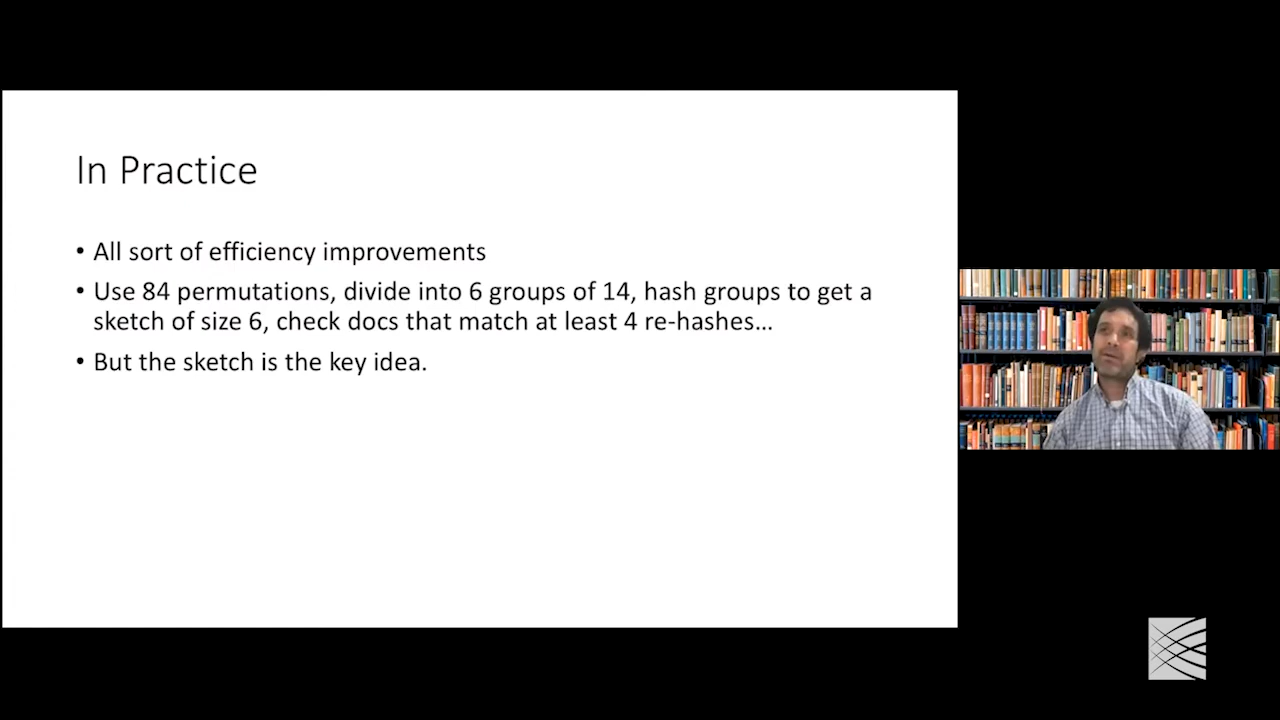 In Practice
• All sort of efficiency improvements
• Use 84 permutations, divide into 6 groups of 14, hash groups to get a
sketch of size 6, check docs that match at least 4 re-hashes…
• But the sketch is the key idea.